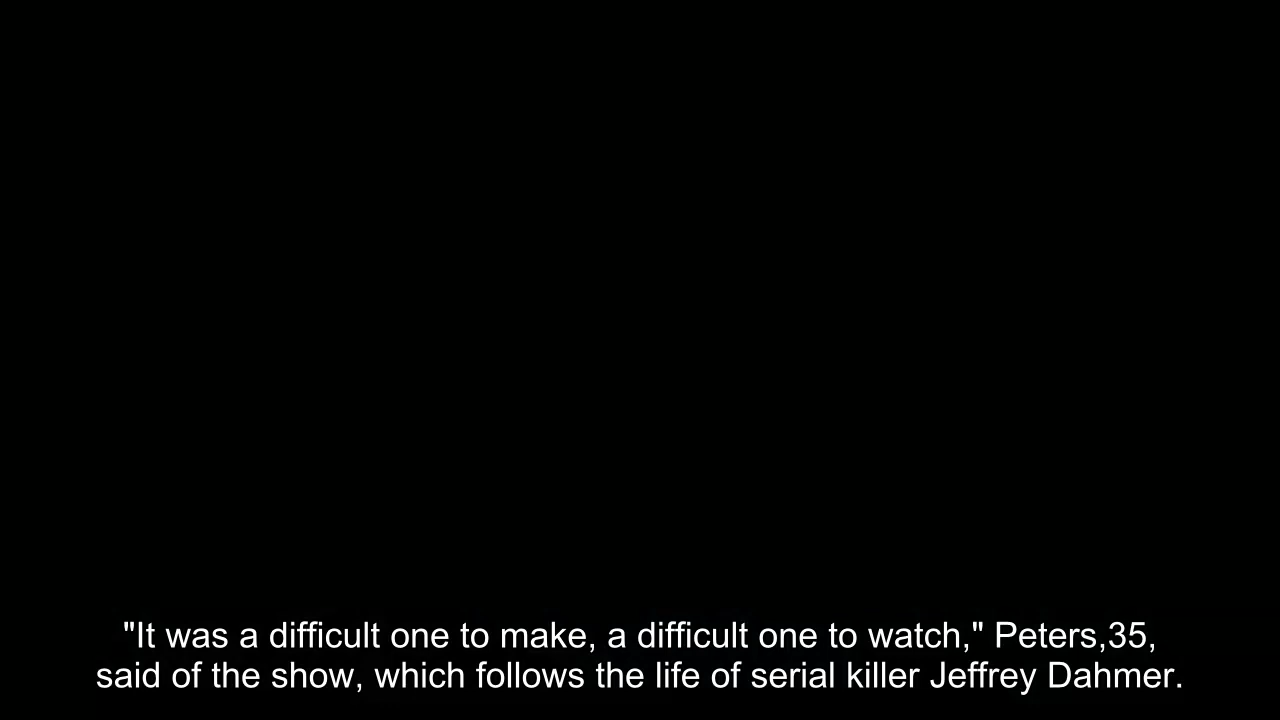 "It was a difficult one to make, a difficult one to watch," Peters,35,
said of the show, which follows the life of serial killer Jeffrey Dahmer.